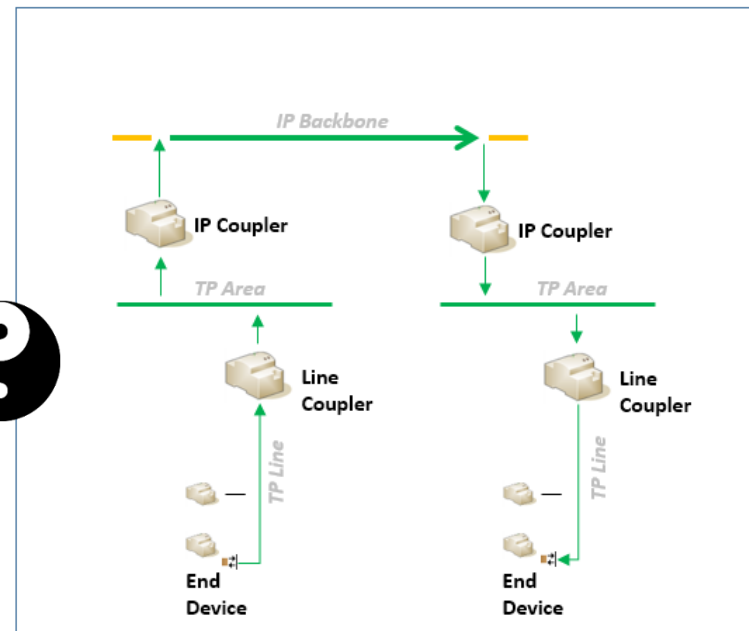 IP Backbone
IP Coupler
IP Coupler
TP Area
TP Area
Line
Coupler
Line
Coupler
TP Line
TP Line
End
Device
End
Device